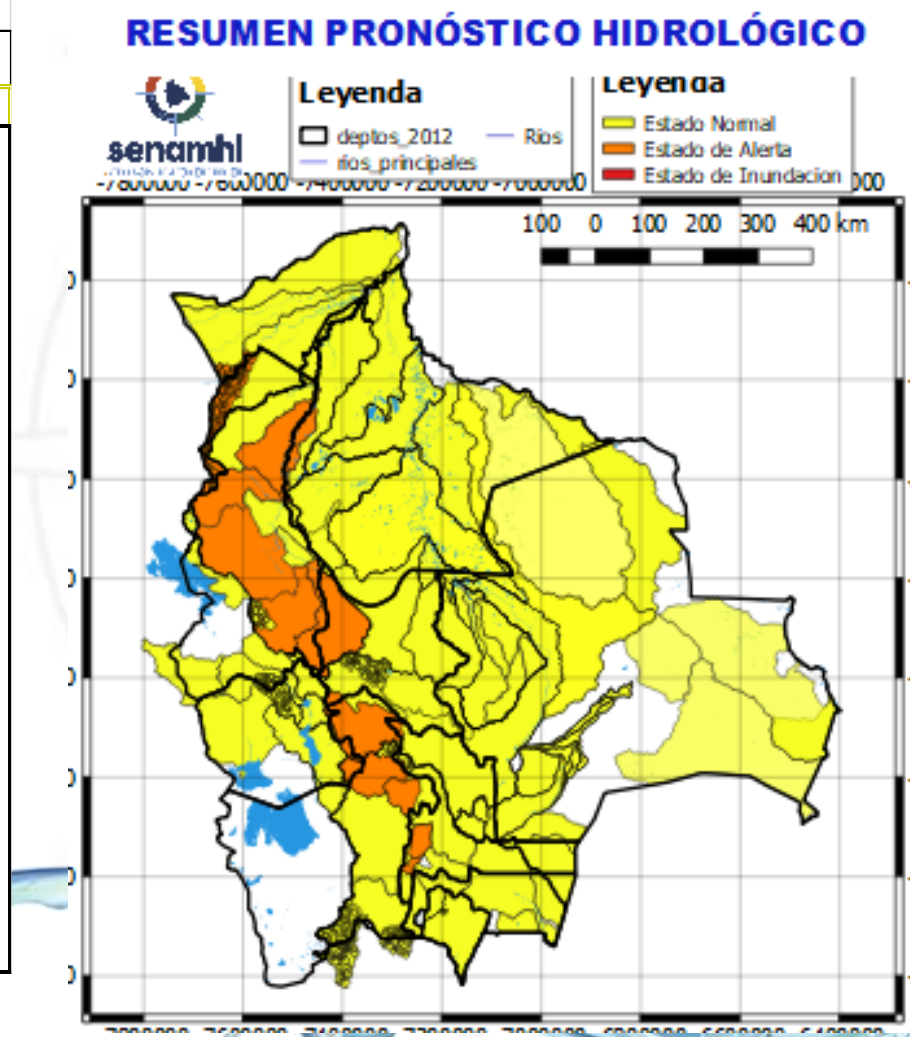 RESUMEN PRONÓSTICO HIDROLÓGICO
senamhi
Leyenda
deptos_2012
Rios
rios_principales
Leyenda
Estado Normal
Estado de Alerta
Estado de Inundacion
-7800000 -7600000 -7400000 -7200000 -7000000
100 0 100 200 300 400 km